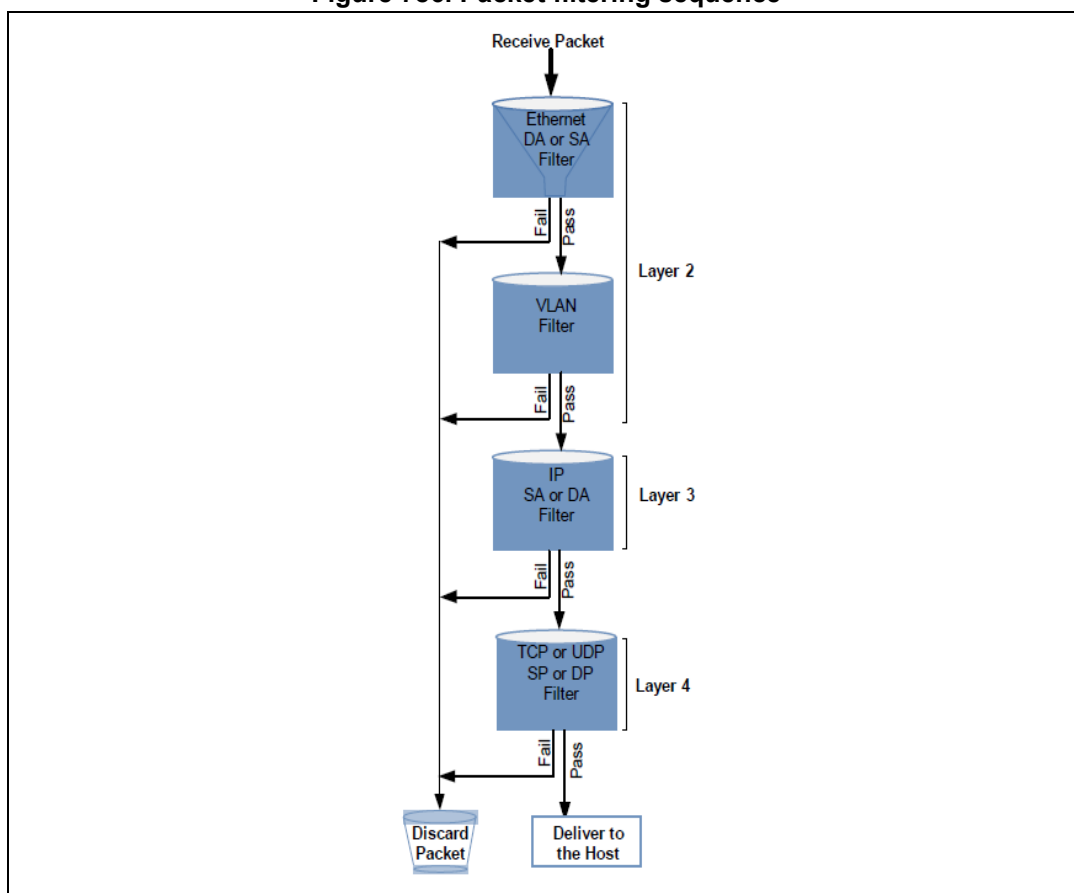 Receive Packet
Ethernet
DA or SA
Filter
Fail
Pass
Layer 2
VLAN
Filter
Fail
Pass
IP
SA or DA
Filter
Layer 3
Fail
Pass
TCP or UDP
SP or DP
Filter
Layer 4
Fail
Pass
Discard
Packet
Deliver to
the Host